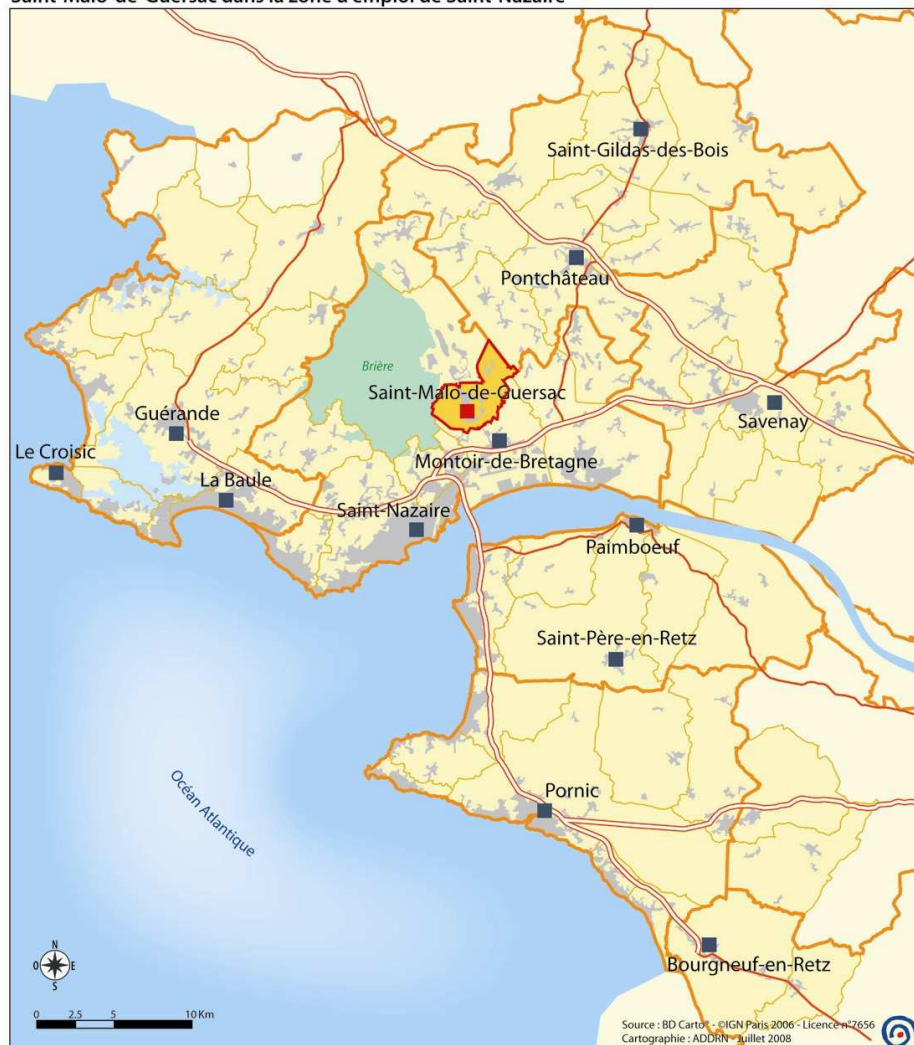 Saint-Malo-de-Guersac dans la zone d'emploi de Saint-Nazaire
Saint-Gildas-des-Bois
Pontchâteau
Brière
Saint-Malo-de-Guersac
Guérande
Savenay
Le Croisic
Montoir-de-Bretagne
La Baule
Saint-Nazaire
Paimboeuf
Saint-Père-en-Retz
Océan Atlantique
Pornic
Bourgneuf-en-Retz
N
O E
S
0 2.5 5 10 Km
Source : BD Carto® - ©IGN Paris 2006 - Licence n°7656
Cartographie : ADDRN - Juillet 2008